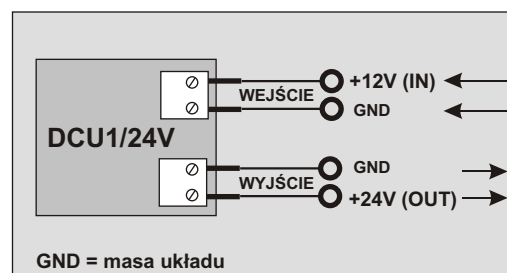 +12V (IN)
WEJŚCIE
GND
DCU1/24V
GND
WYJŚCIE
+24V (OUT)
GND = masa układu